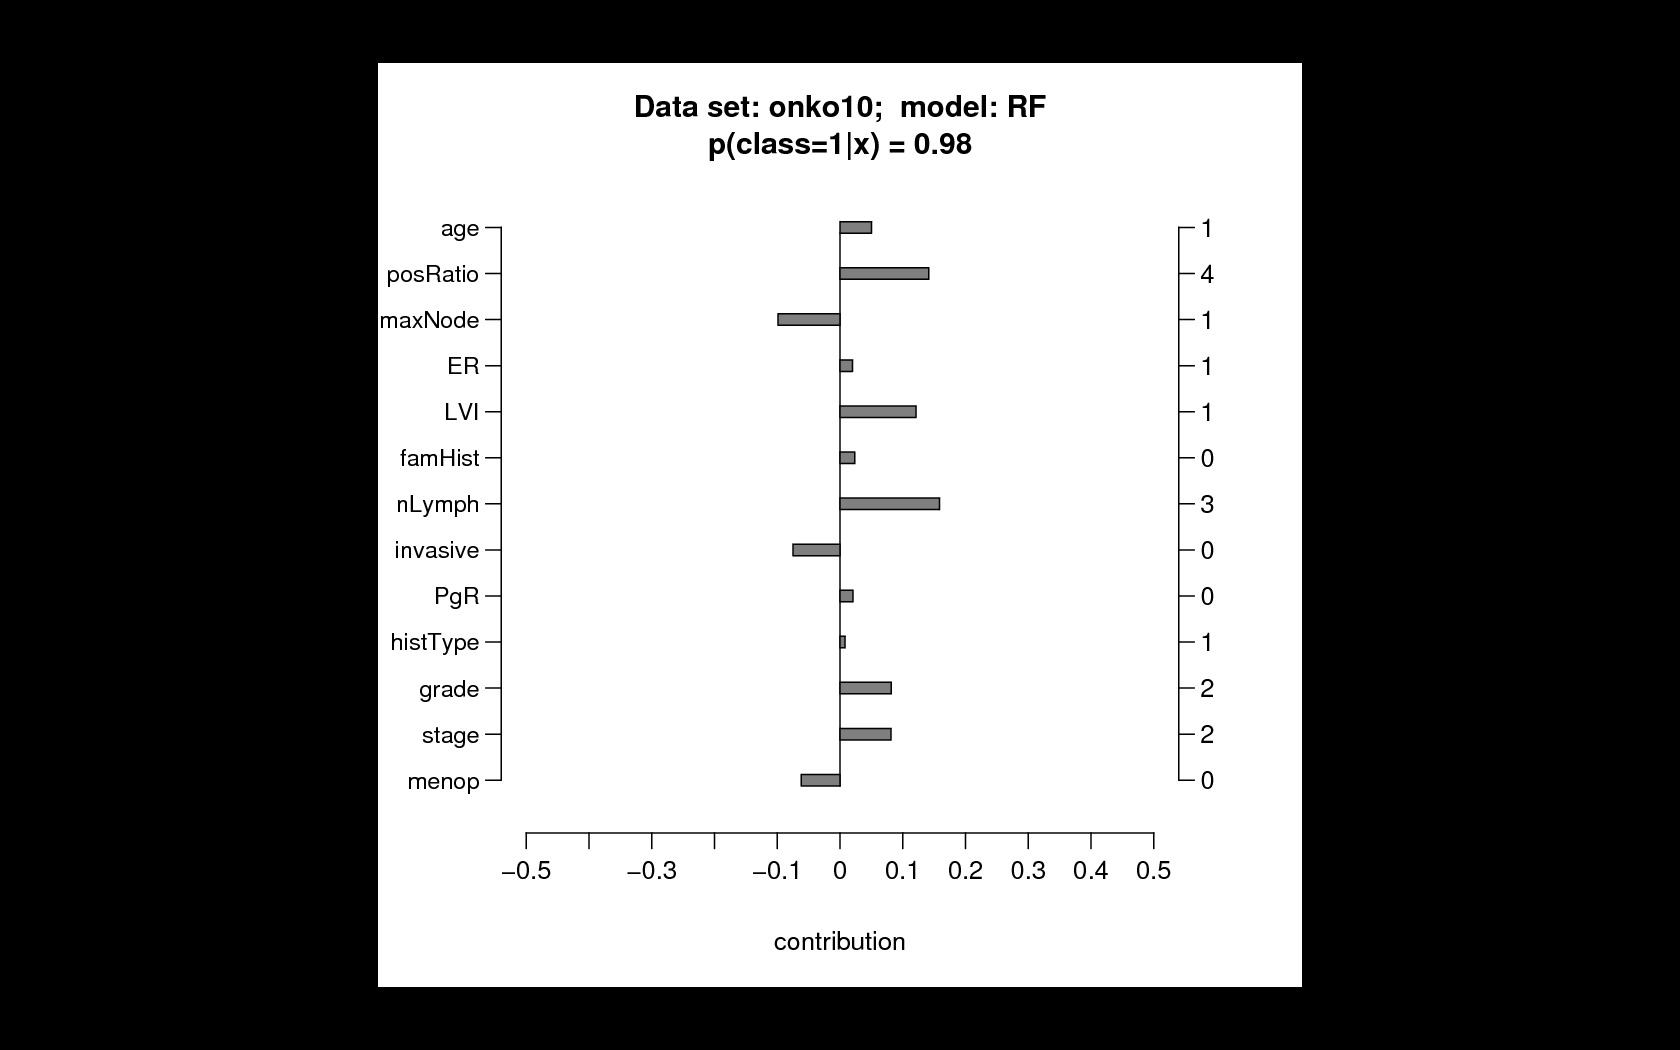 Data set: onko10;  model: RF
p(class=1|x) = 0.98
age 1
posRatio 4
maxNode 1
ER 1
LVI 1
famHist 0
nLymph 3
invasive 0
PgR 0
histType 1
grade 2
stage 2
menop 0
−0.5 −0.3 −0.1 0 0.1 0.2 0.3 0.4 0.5
contribution